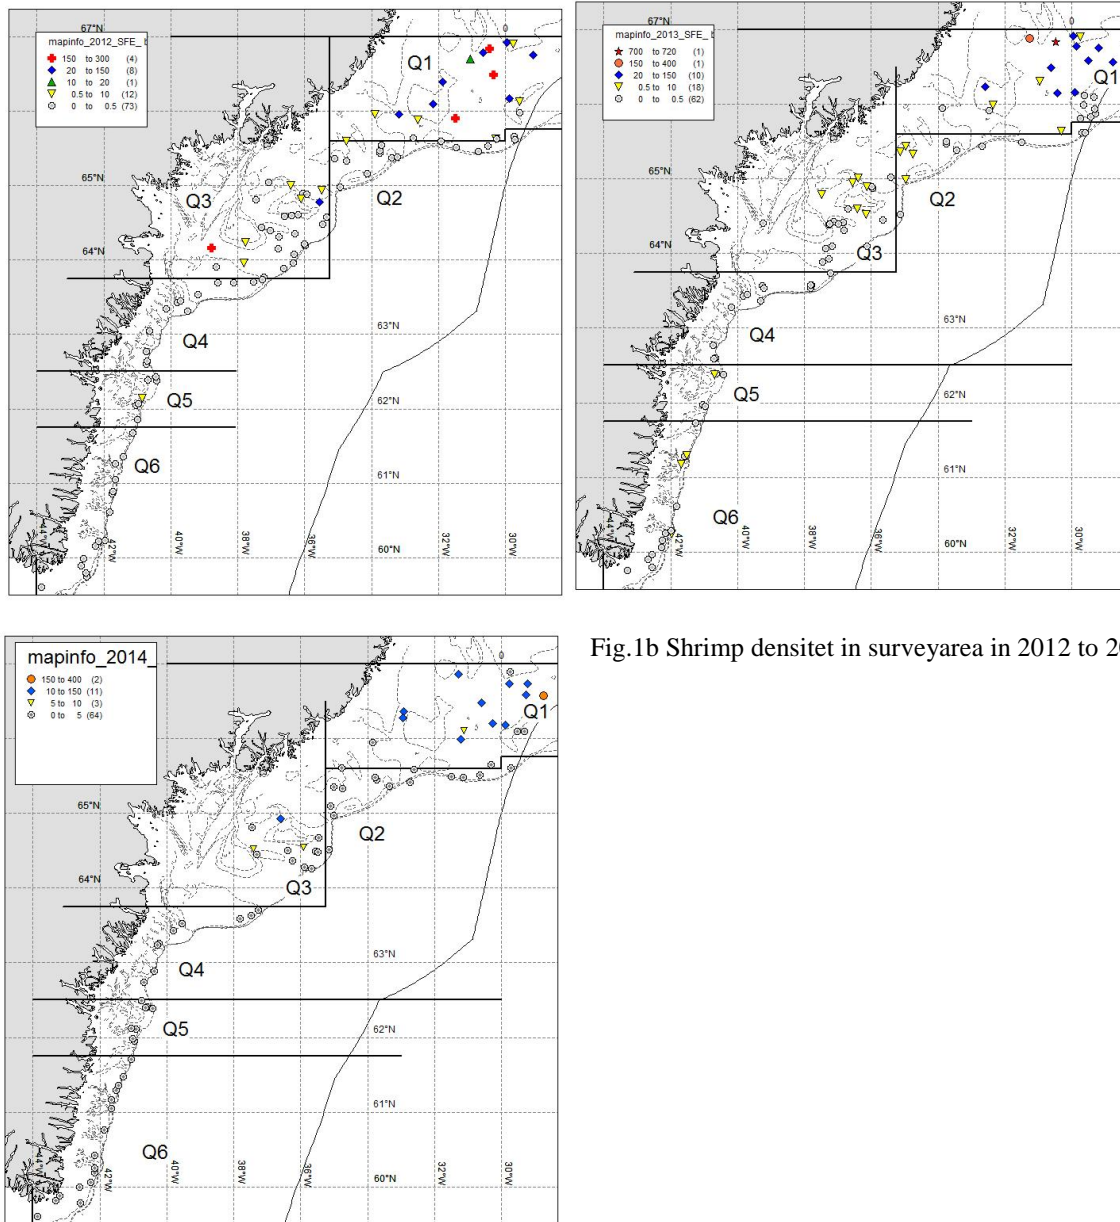 67°N
0
mapinfo_2012_SFE_
150 to 300 (4)
20 to 150 (8)
10 to 20 (1)
0.5 to 10 (12)
0 to 0.5 (73)
Q1
65°N
Q3
Q2
64°N
63°N
Q4
62°N
Q5
Q6
61°N
44°W
42°W
40°W
38°W
36°W
32°W
30°W
60°N
67°N
0
mapinfo_2013_SFE_
700 to 720 (1)
150 to 400 (1)
20 to 150 (10)
0.5 to 10 (18)
0 to 0.5 (62)
Q1
65°N
Q2
64°N
Q3
63°N
Q4
62°N
Q5
61°N
Q6
42°W
40°W
38°W
36°W
32°W
30°W
60°N
Fig.1b Shrimp densitet in surveyarea in 2012 to
mapinfo_2014_
150 to 400 (2)
10 to 150 (11)
5 to 10 (3)
0 to 5 (64)
Q1
65°N
Q2
64°N
Q3
63°N
Q4
62°N
Q5
61°N
Q6
44°W
42°W
40°W
38°W
36°W
32°W
30°W
60°N